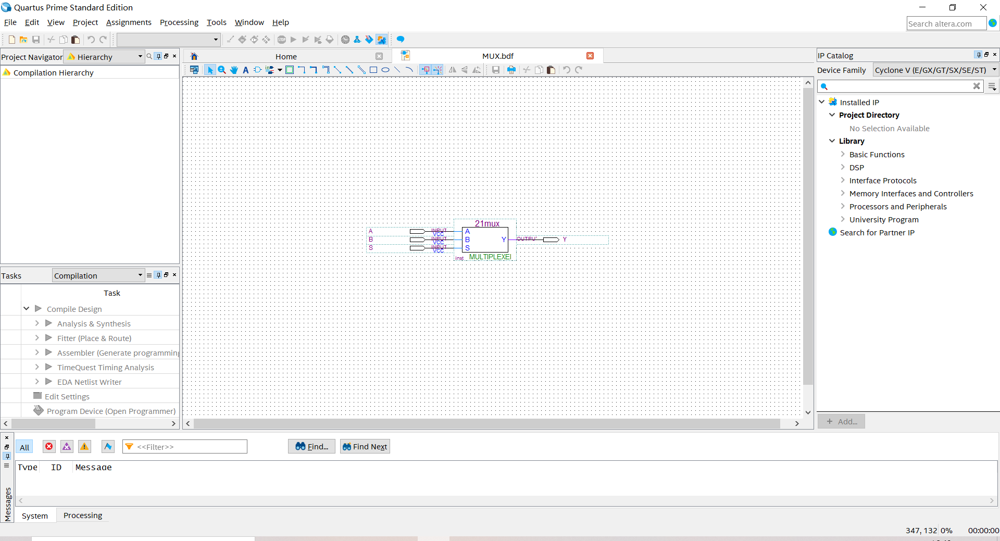 Quartus Prime Standard Edition
File Edit View Project Assignments Processing Tools Window Help
Search altera.com
Project Navigator Hierarchy
Compilation Hierarchy
Home
MUX.bdf
IP Catalog
Device Family Cyclone V (E/GX/GT/SX/SE/ST)
Installed IP
Project Directory
No Selection Available
Library
Basic Functions
DSP
Interface Protocols
Memory Interfaces and Controllers
Processors and Peripherals
University Program
Search for Partner IP
+ Add...
21mux
A INPUT VCC A
B INPUT VCC B Y OUTPU Y
S INPUT VCC S
inst MULTIPLEXEI
Tasks Compilation
Task
Compile Design
Analysis & Synthesis
Fitter (Place & Route)
Assembler (Generate programming
TimeQuest Timing Analysis
EDA Netlist Writer
Edit Settings
Program Device (Open Programmer)
All <<Filter>> Find... Find Next
Type ID Message
Messages
System Processing
347, 132 0% 00:00:00